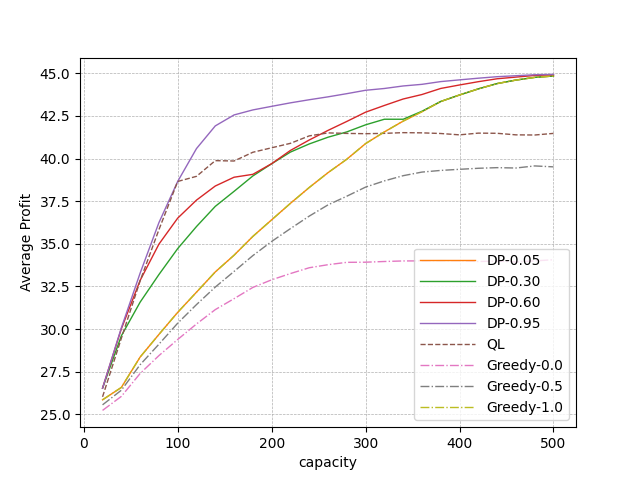 45.0
42.5
40.0
37.5
35.0
32.5
30.0
27.5
25.0
Average Profit
0
100
200
300
400
500
capacity
DP-0.05
DP-0.30
DP-0.60
DP-0.95
QL
Greedy-0.0
Greedy-0.5
Greedy-1.0